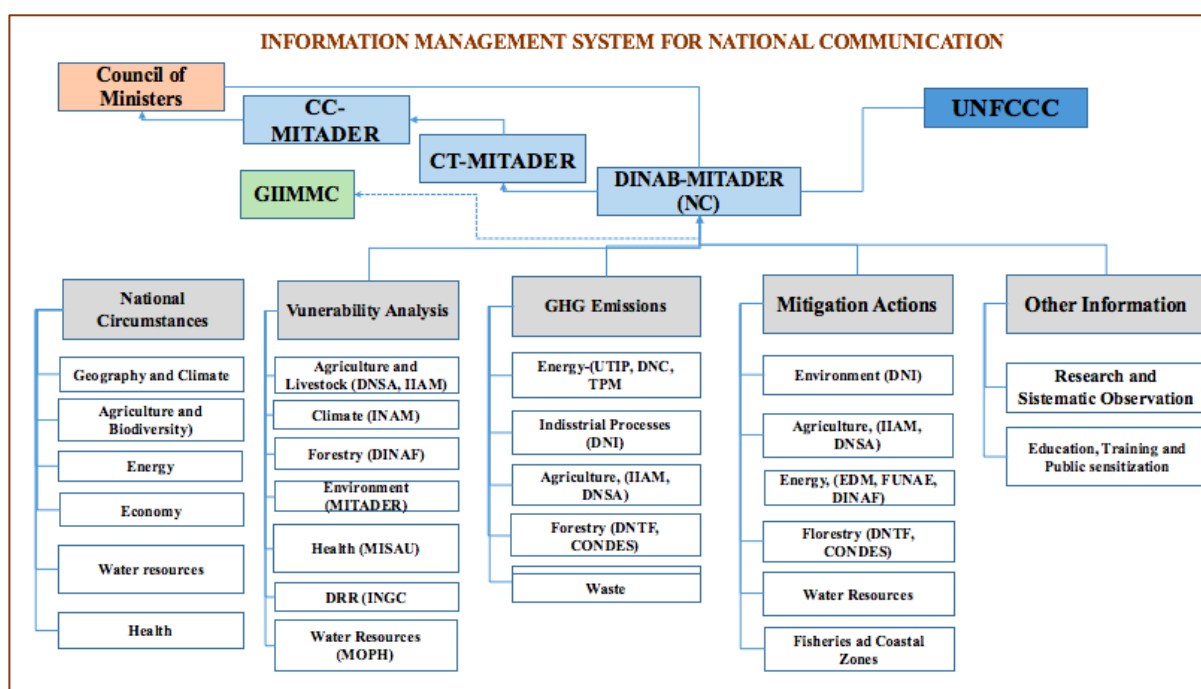 INFORMATION MANAGEMENT SYSTEM FOR NATIONAL COMMUNICATION
Council of
Ministers
CC-
MITADER
UNFCCC
CT-MITADER
DINAB-MITADER
(NC)
GIIMMC
National
Circumstances
Geography and Climate
Agriculture and
Biodiversity)
Energy
Economy
Water resources
Health
Vunerability Analysis
Agriculture and
Livestock (DNSA, IIAM)
Climate (INAM)
Forestry (DINAF)
Environment
(MITADER)
Health (MISAU)
DRR (INGC
Water Resources
(MOPH)
GHG Emissions
Energy-(UTIP, DNC,
TPM
Indisstrial Processes
(DNI)
Agriculture, (IIAM,
DNSA)
Forestry (DNTF,
CONDES)
Waste
Mitigation Actions
Environment (DNI)
Agriculture, (IIAM,
DNSA)
Energy, (EDM, FUNAE,
DINAF)
Florestry (DNTF,
CONDES)
Water Resources
Fisheries ad Coastal
Zones
Other Information
Research and
Sistematic Observation
Education, Training and
Public sensitization